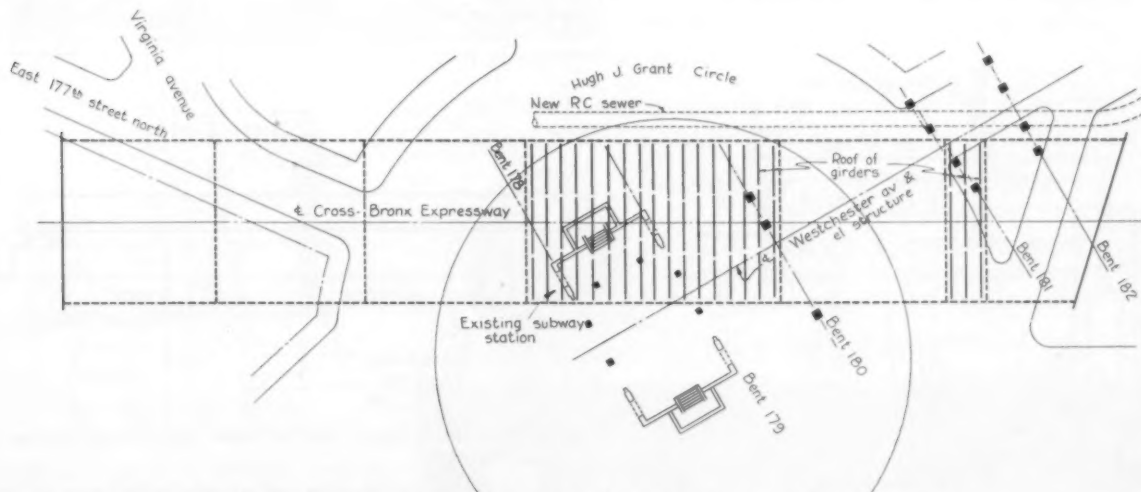 Virginia avenue
East 177th street north
Hugh J. Grant Circle
New RC sewer
Bent 178
Roof of
girders
℄ Cross-Bronx Expressway
℄ Westchester av &
el structure
Existing subway
station
Bent 179
Bent 180
Bent 181
Bent 182